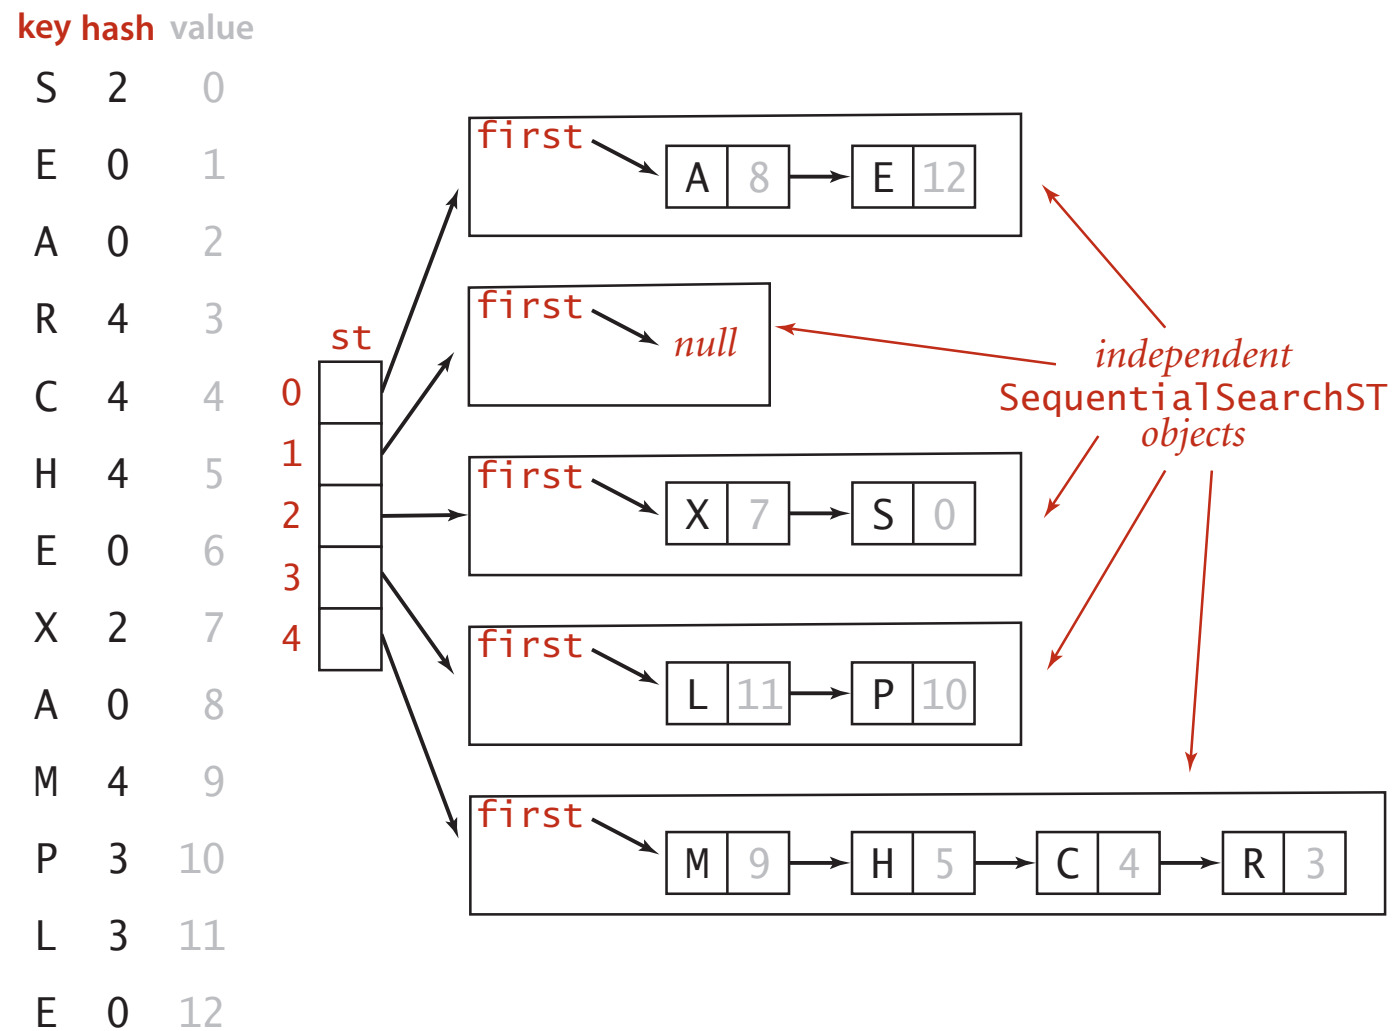 key hash value
S 2 0
E 0 1
A 0 2
R 4 3
C 4 4
H 4 5
E 0 6
X 2 7
A 0 8
M 4 9
P 3 10
L 3 11
E 0 12
st
0
1
2
3
4
first
A 8 E 12
first
null
first
X 7 S 0
first
L 11 P 10
first
M 9 H 5 C 4 R 3
independent
SequentialSearchST
objects